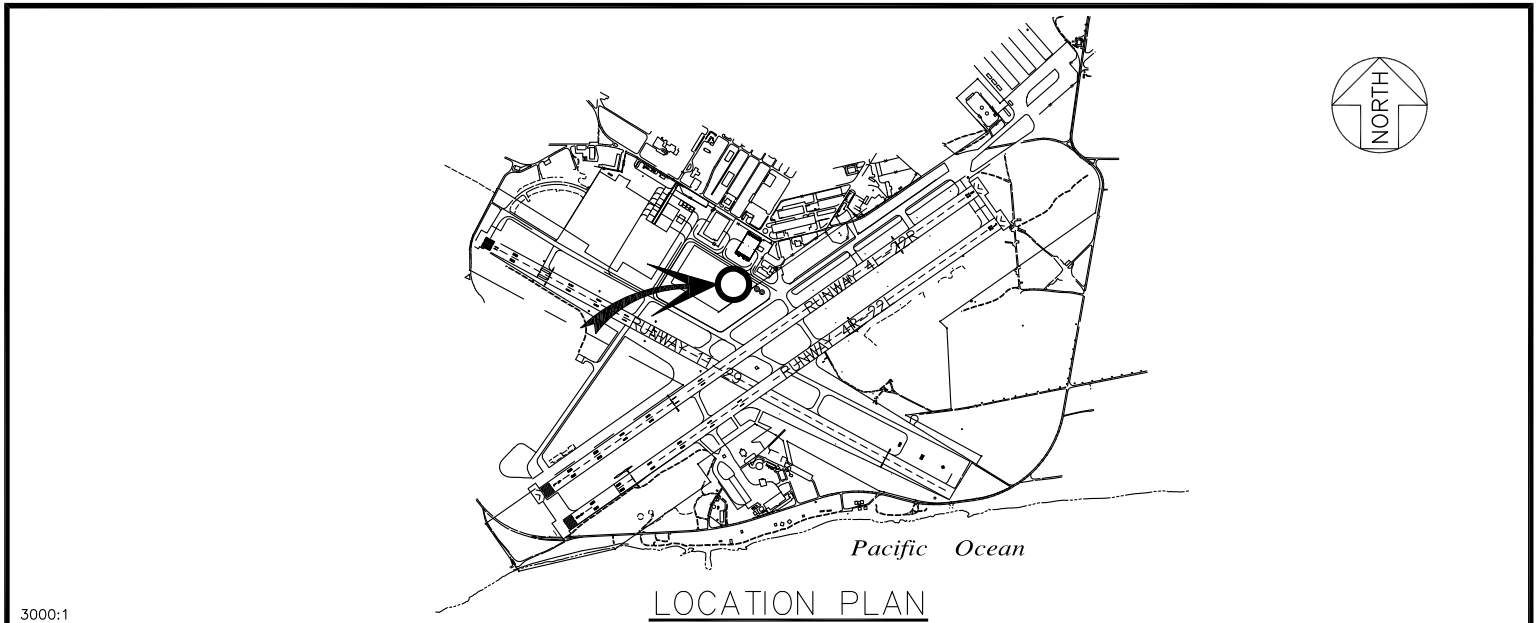 NORTH
RUNWAY 4L-22R
RUNWAY 4R-22L
RUNWAY 11-29
Pacific Ocean
LOCATION PLAN
3000:1